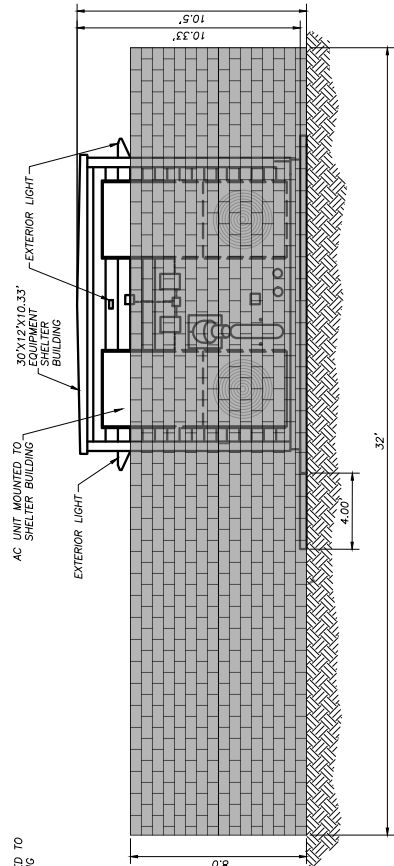 10.5'
10.33'
EXTERIOR LIGHT
30'X12'X10.33'
EQUIPMENT
SHELTER
BUILDING
AC UNIT MOUNTED TO
SHELTER BUILDING
EXTERIOR LIGHT
4.00
32'
8.0
TO